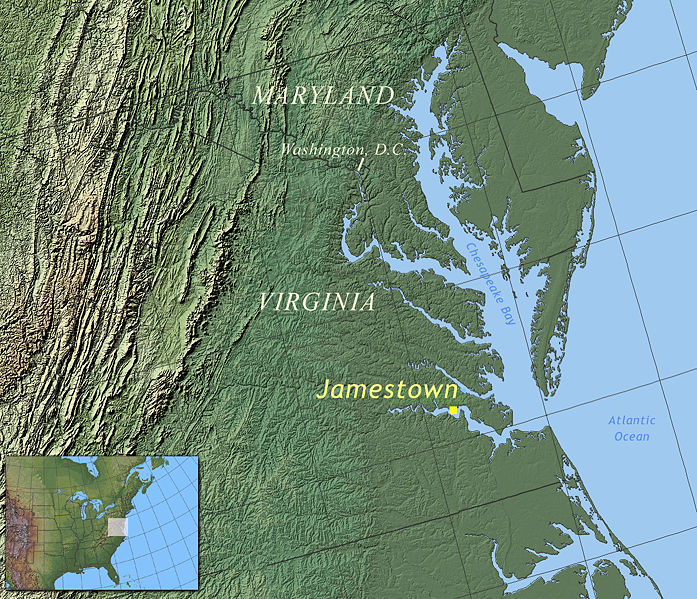 MARYLAND
Washington, D.C.
Chesapeake Bay
VIRGINIA
Jamestown
Atlantic
Ocean